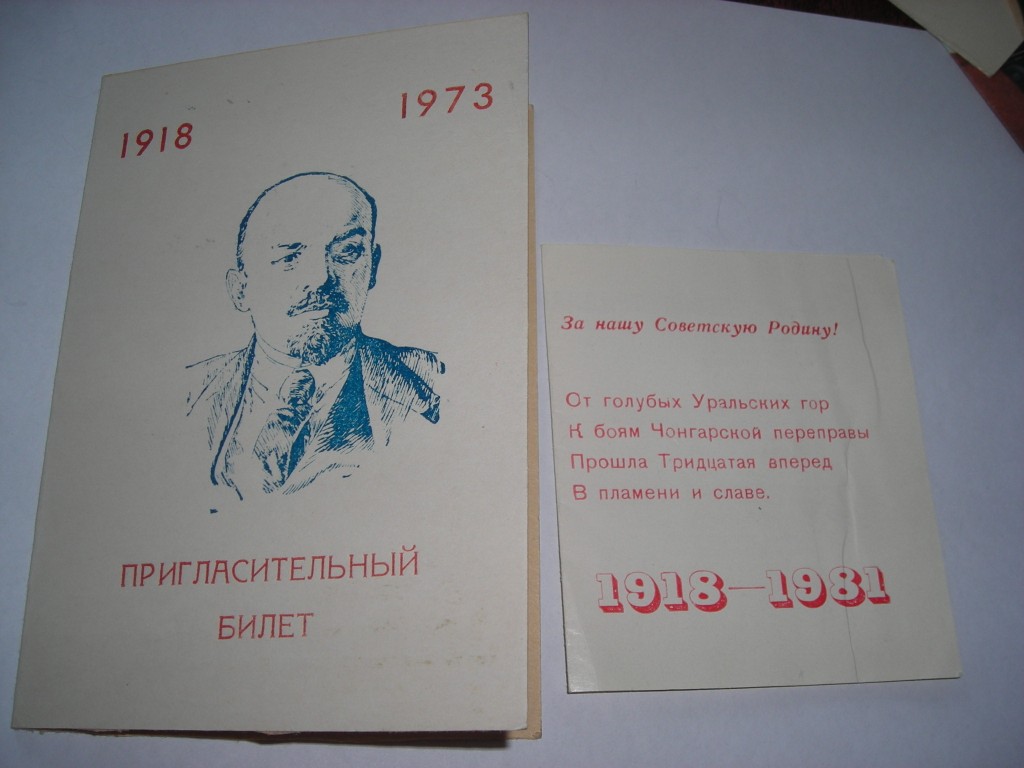 1918
1973
ПРИГЛАСИТЕЛЬНЫЙ
БИЛЕТ
За нашу Советскую Родину!
От голубых Уральских гор
К боям Чонгарской переправы
Прошла Тридцатая вперед
В пламени и славе.
1918—1981